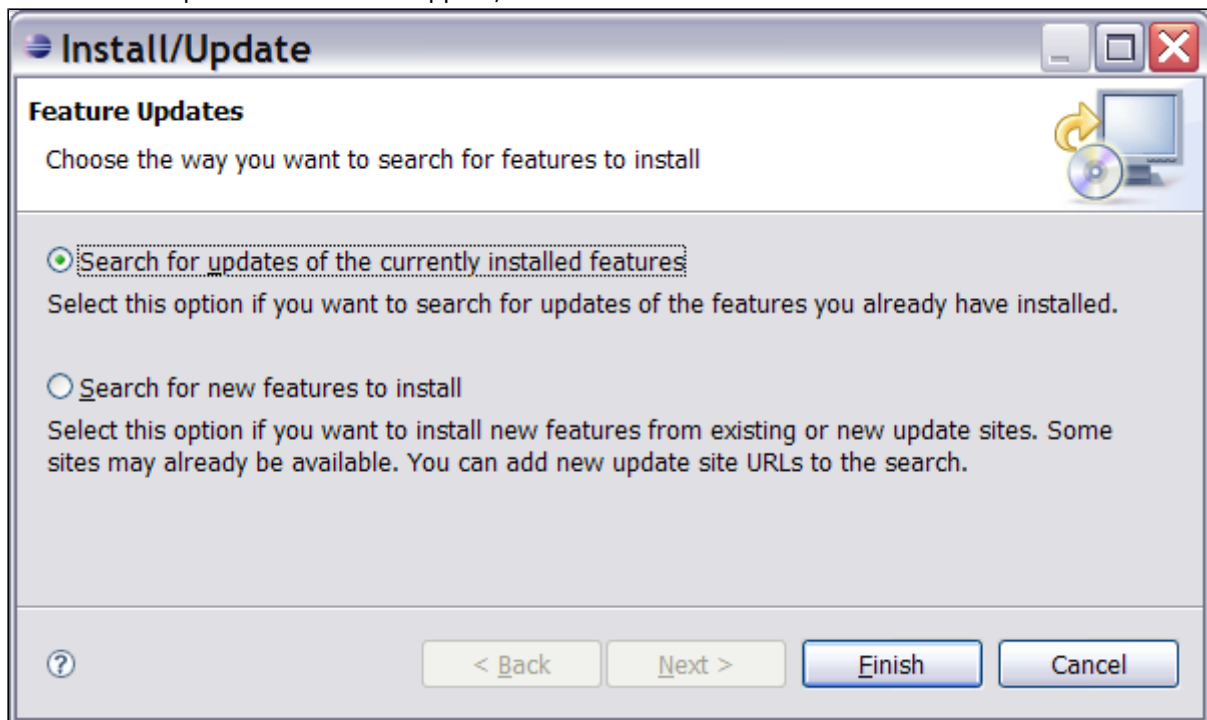 Install/Update
Feature Updates
Choose the way you want to search for features to install
Search for updates of the currently installed features
Select this option if you want to search for updates of the features you already have installed.
Search for new features to install
Select this option if you want to install new features from existing or new update sites. Some
sites may already be available. You can add new update site URLs to the search.
< Back Next > Finish Cancel